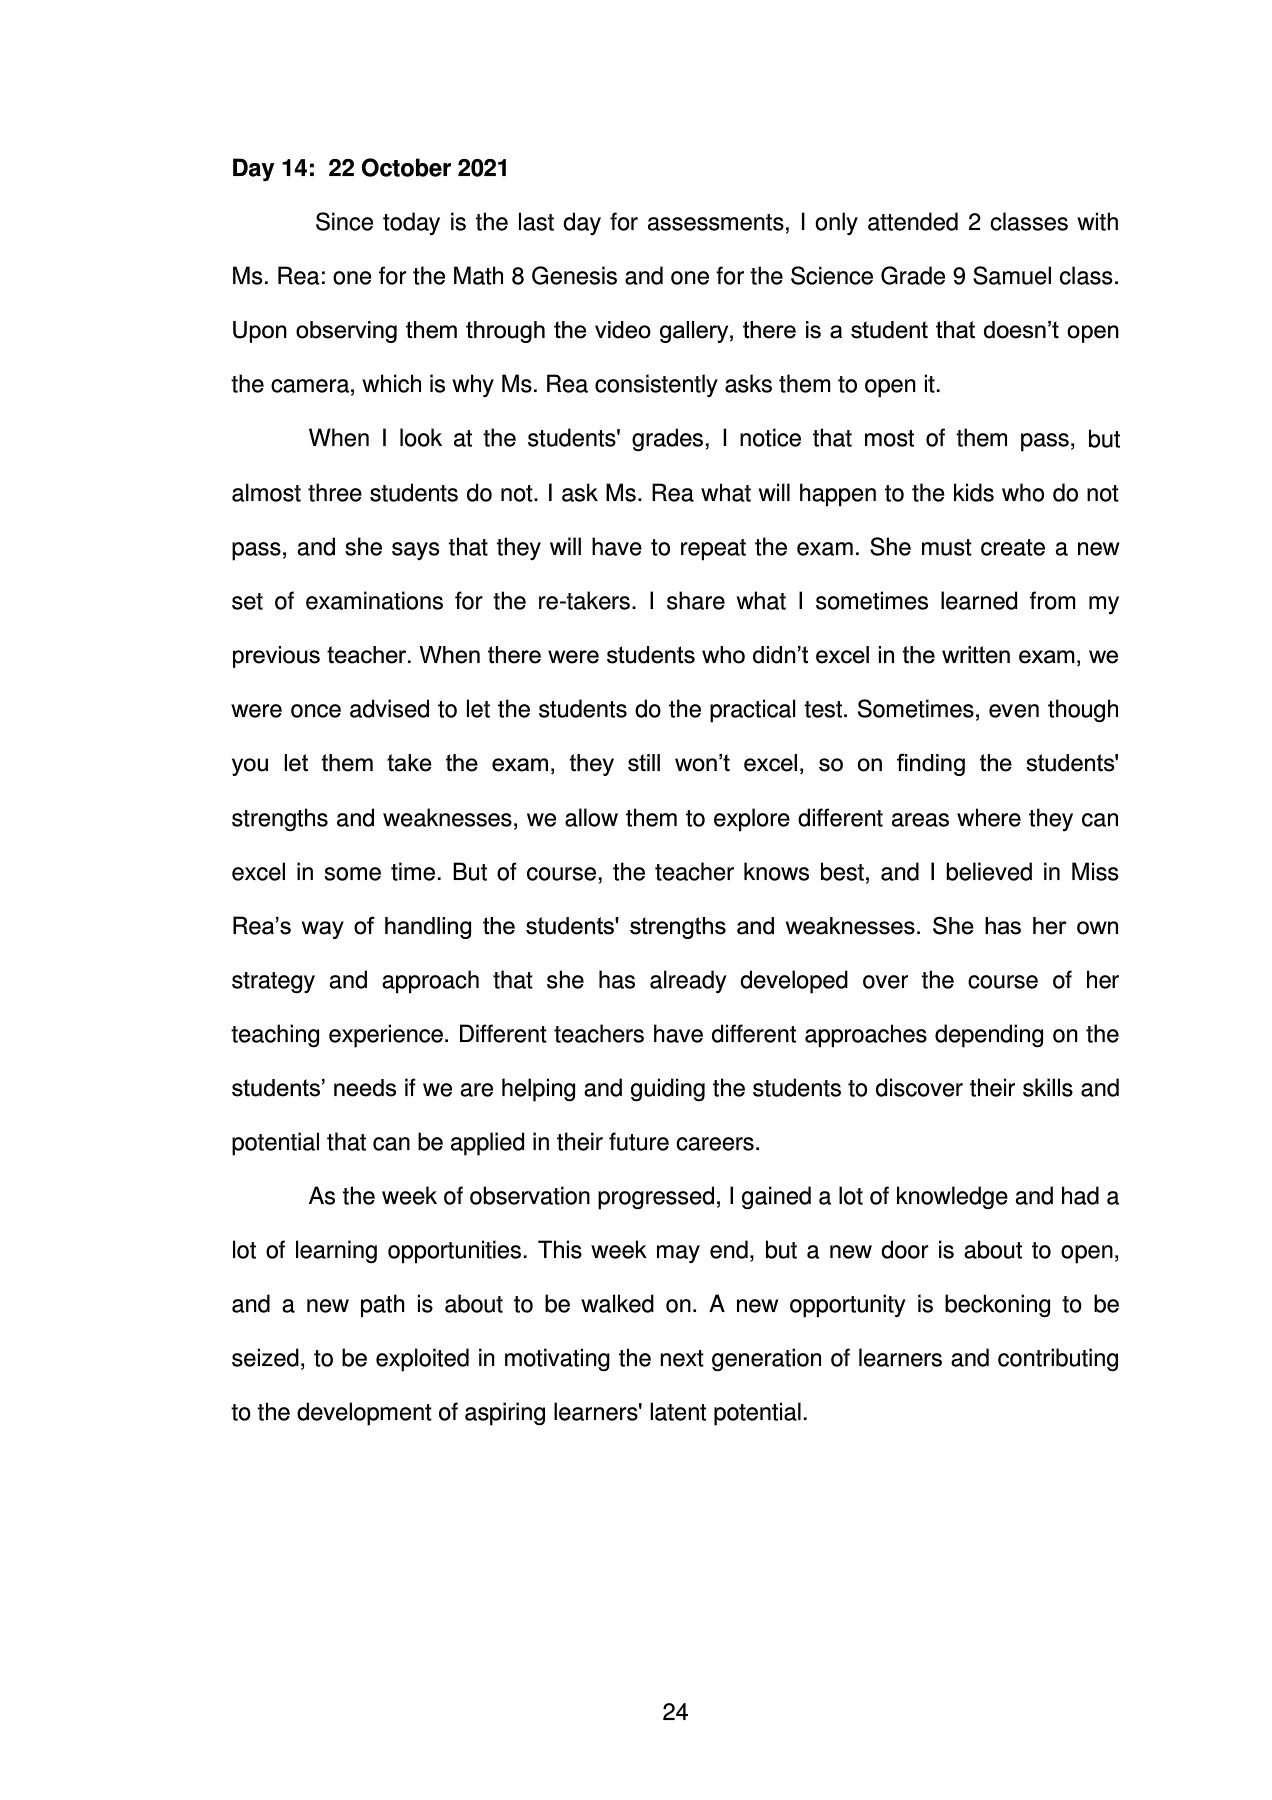 Day 14:  22 October 2021
Since today is the last day for assessments, I only attended 2 classes with
Ms. Rea: one for the Math 8 Genesis and one for the Science Grade 9 Samuel class.
Upon observing them through the video gallery, there is a student that doesn’t open
the camera, which is why Ms. Rea consistently asks them to open it.
When I look at the students' grades, I notice that most of them pass, but
almost three students do not. I ask Ms. Rea what will happen to the kids who do not
pass, and she says that they will have to repeat the exam. She must create a new
set of examinations for the re-takers. I share what I sometimes learned from my
previous teacher. When there were students who didn’t excel in the written exam, we
were once advised to let the students do the practical test. Sometimes, even though
you let them take the exam, they still won’t excel, so on finding the students'
strengths and weaknesses, we allow them to explore different areas where they can
excel in some time. But of course, the teacher knows best, and I believed in Miss
Rea’s way of handling the students' strengths and weaknesses. She has her own
strategy and approach that she has already developed over the course of her
teaching experience. Different teachers have different approaches depending on the
students’ needs if we are helping and guiding the students to discover their skills and
potential that can be applied in their future careers.
As the week of observation progressed, I gained a lot of knowledge and had a
lot of learning opportunities. This week may end, but a new door is about to open,
and a new path is about to be walked on. A new opportunity is beckoning to be
seized, to be exploited in motivating the next generation of learners and contributing
to the development of aspiring learners' latent potential.
24